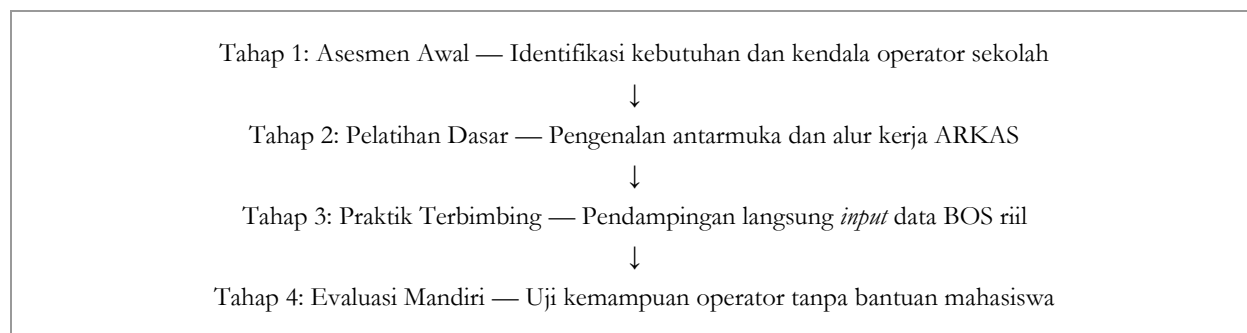 Tahap 1: Asesmen Awal — Identifikasi kebutuhan dan kendala operator sekolah
↓
Tahap 2: Pelatihan Dasar — Pengenalan antarmuka dan alur kerja ARKAS
↓
Tahap 3: Praktik Terbimbing — Pendampingan langsung input data BOS riil
↓
Tahap 4: Evaluasi Mandiri — Uji kemampuan operator tanpa bantuan mahasiswa